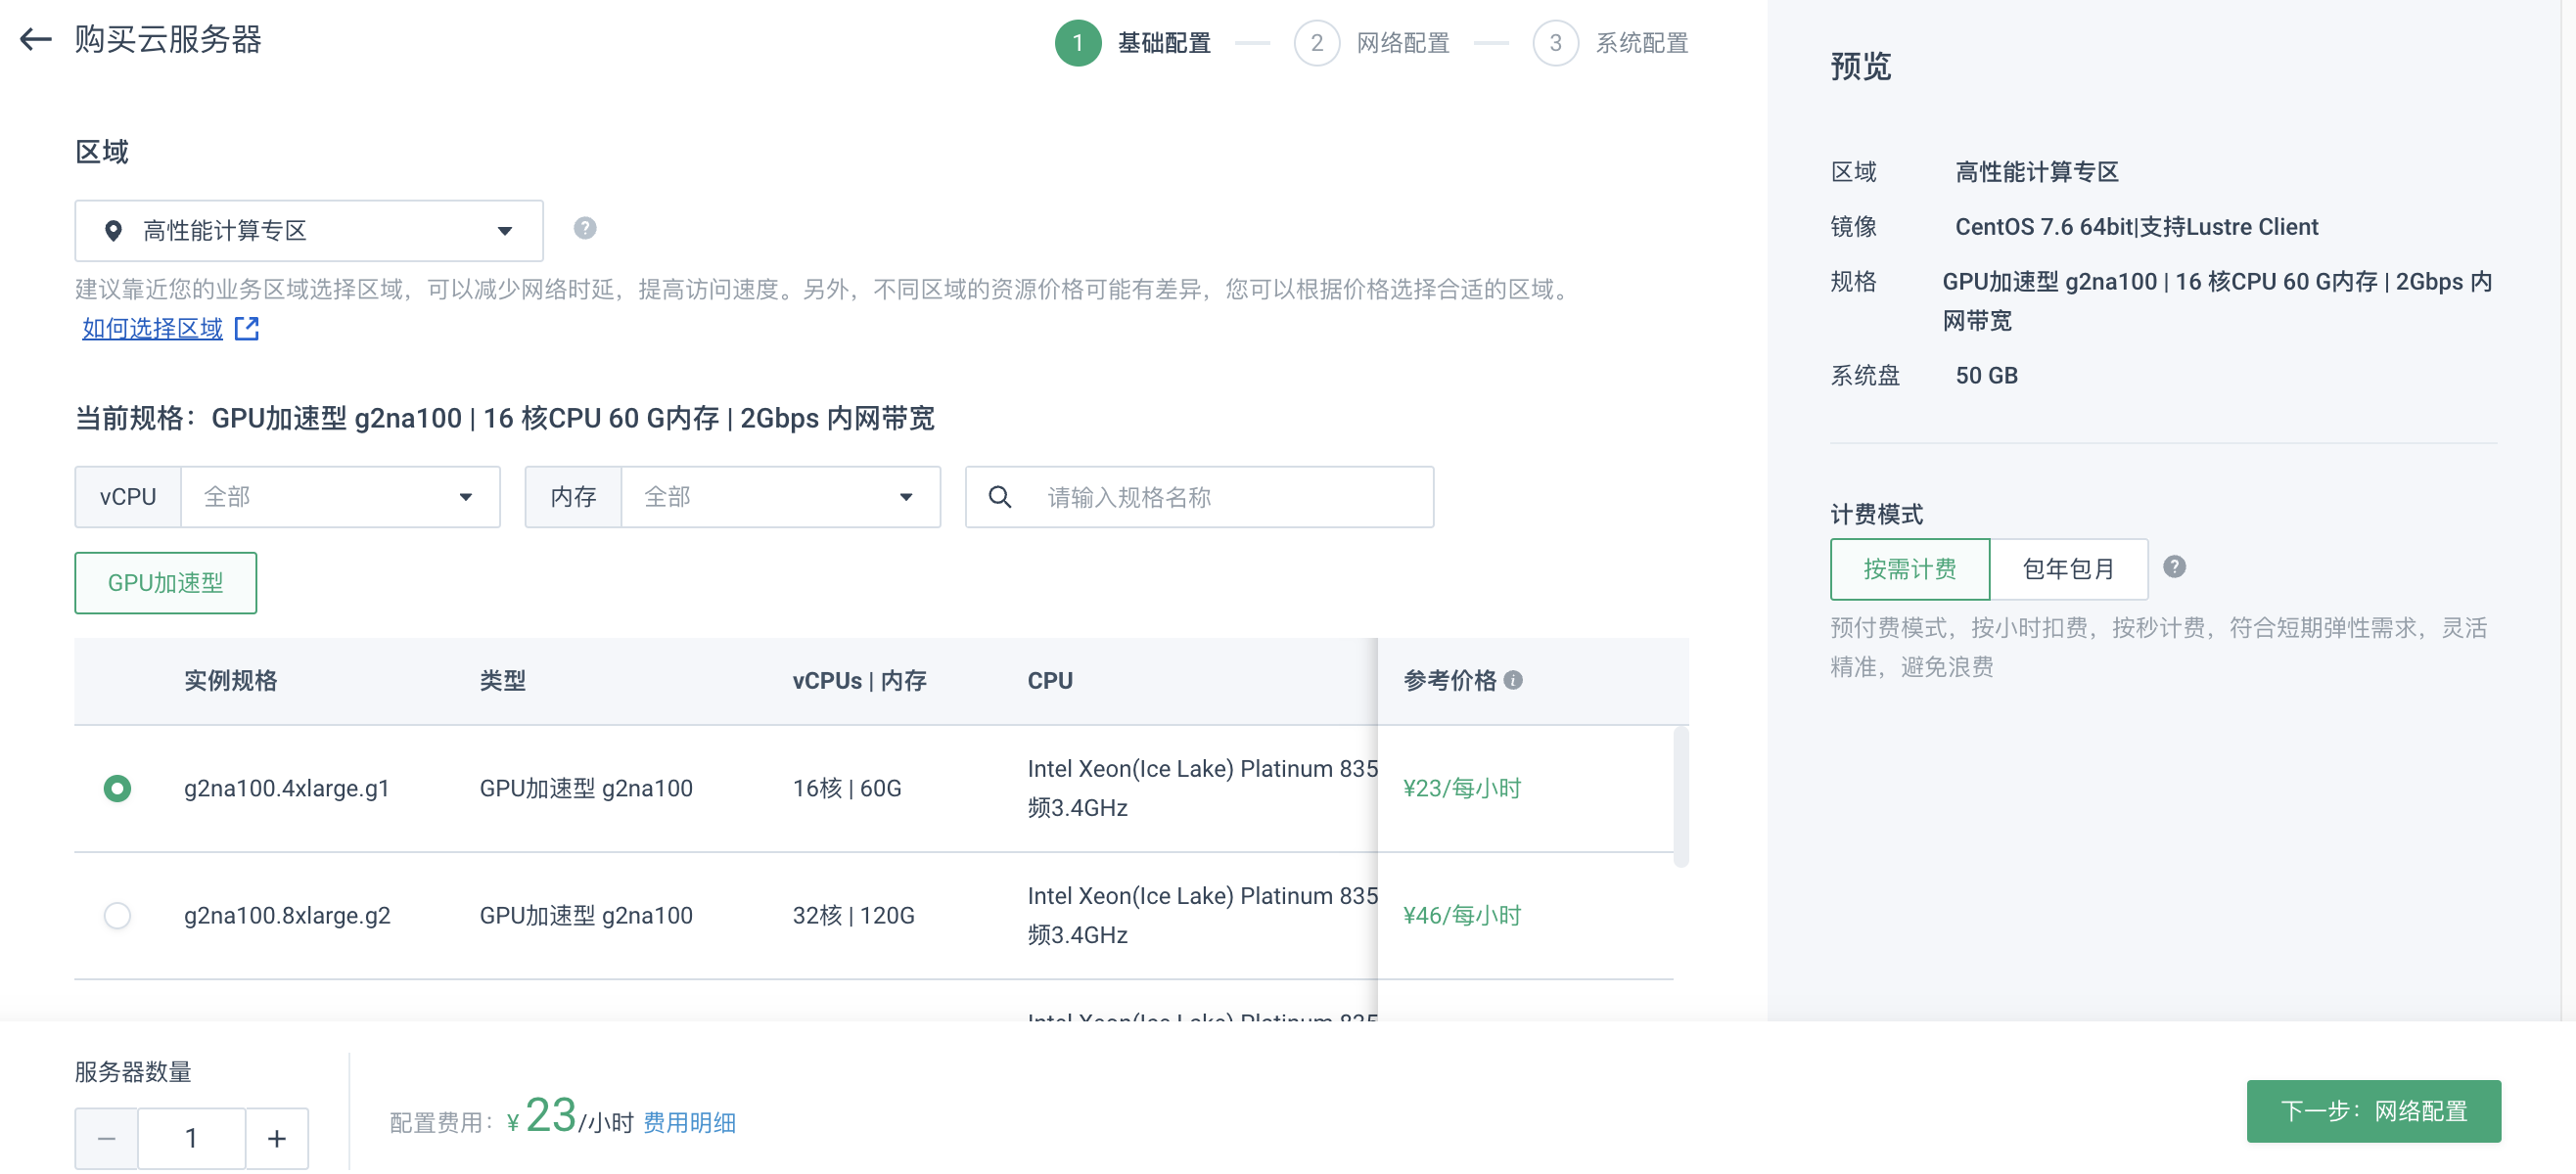 购买云服务器
1 基础配置 2 网络配置 3 系统配置
区域
高性能计算专区
?
建议靠近您的业务区域选择区域，可以减少网络时延，提高访问速度。另外，不同区域的资源价格可能有差异，您可以根据价格选择合适的区域。
如何选择区域
当前规格：GPU加速型 g2na100 | 16 核CPU 60 G内存 | 2Gbps 内网带宽
vCPU 全部 内存 全部 请输入规格名称
GPU加速型
实例规格 类型 vCPUs | 内存 CPU 参考价格 i
g2na100.4xlarge.g1 GPU加速型 g2na100 16核 | 60G Intel Xeon(Ice Lake) Platinum 835 ¥23/每小时
频3.4GHz
g2na100.8xlarge.g2 GPU加速型 g2na100 32核 | 120G Intel Xeon(Ice Lake) Platinum 835 ¥46/每小时
频3.4GHz
Intel Xeon(Ice Lake) Platinum 835
服务器数量
− 1 +
配置费用：¥ 23/小时 费用明细
预览
区域 高性能计算专区
镜像 CentOS 7.6 64bit|支持Lustre Client
规格 GPU加速型 g2na100 | 16 核CPU 60 G内存 | 2Gbps 内
网带宽
系统盘 50 GB
计费模式
按需计费 包年包月 ?
预付费模式，按小时扣费，按秒计费，符合短期弹性需求，灵活
精准，避免浪费
下一步：网络配置